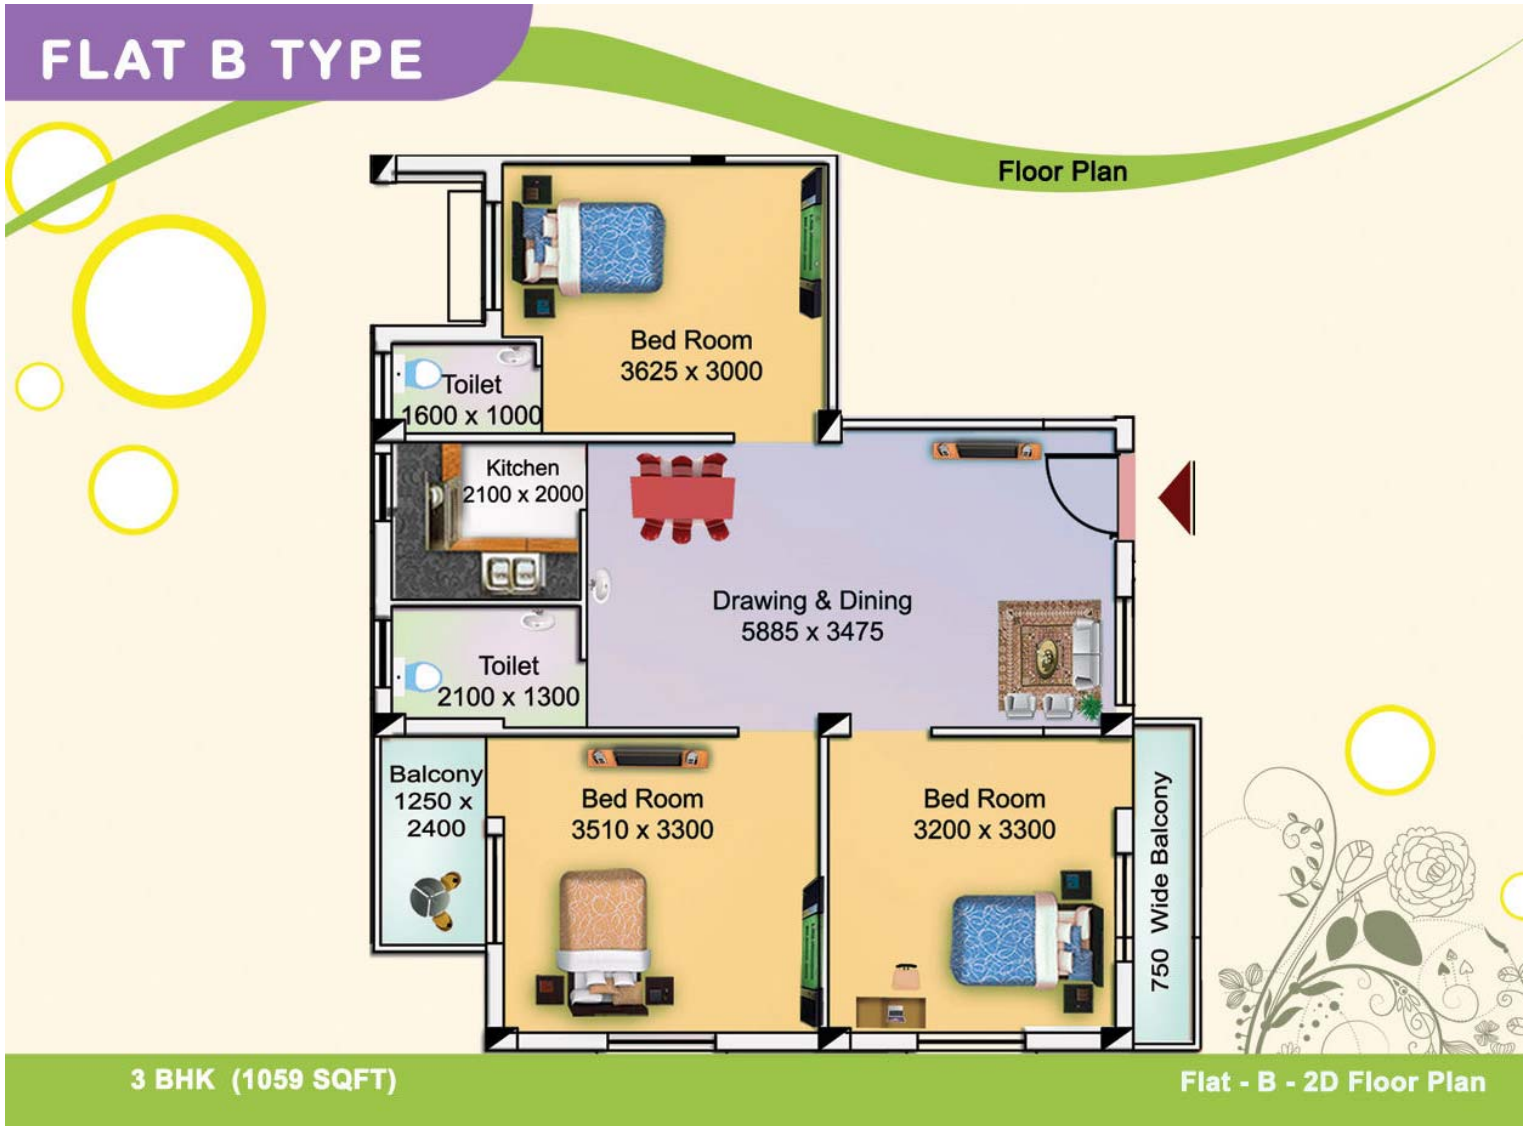 FLAT B TYPE
Floor Plan
Bed Room
3625 x 3000
Toilet
1600 x 1000
Kitchen
2100 x 2000
Drawing & Dining
5885 x 3475
Toilet
2100 x 1300
Balcony
1250 x
2400
Bed Room
3510 x 3300
Bed Room
3200 x 3300
750 Wide Balcony
3 BHK (1059 SQFT)
Flat - B - 2D Floor Plan